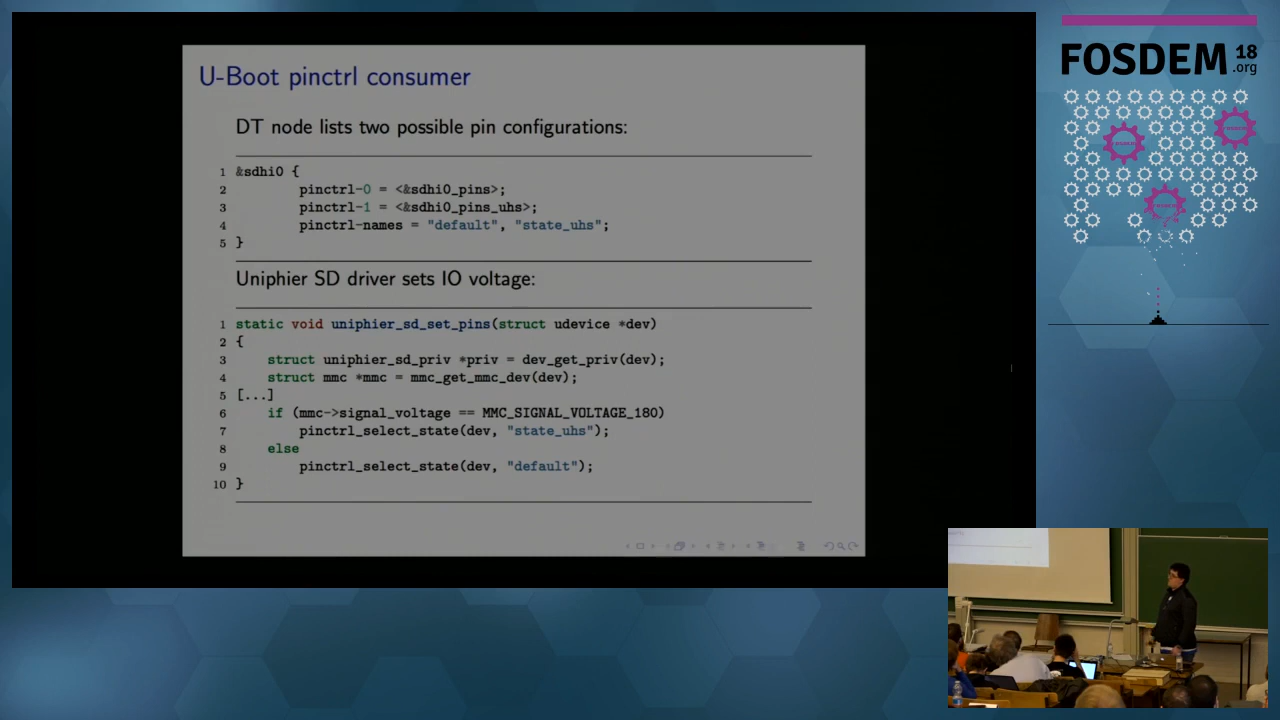 U-Boot pinctrl consumer
DT node lists two possible pin configurations:
1 &sdhi0 {
2 pinctrl-0 = <&sdhi0_pins>;
3 pinctrl-1 = <&sdhi0_pins_uhs>;
4 pinctrl-names = "default", "state_uhs";
5 }
Uniphier SD driver sets IO voltage:
1 static void uniphier_sd_set_pins(struct udevice *dev)
2 {
3 struct uniphier_sd_priv *priv = dev_get_priv(dev);
4 struct mmc *mmc = mmc_get_mmc_dev(dev);
5 [...]
6 if (mmc->signal_voltage == MMC_SIGNAL_VOLTAGE_180)
7 pinctrl_select_state(dev, "state_uhs");
8 else
9 pinctrl_select_state(dev, "default");
10 }
FOSDEM 18
.org